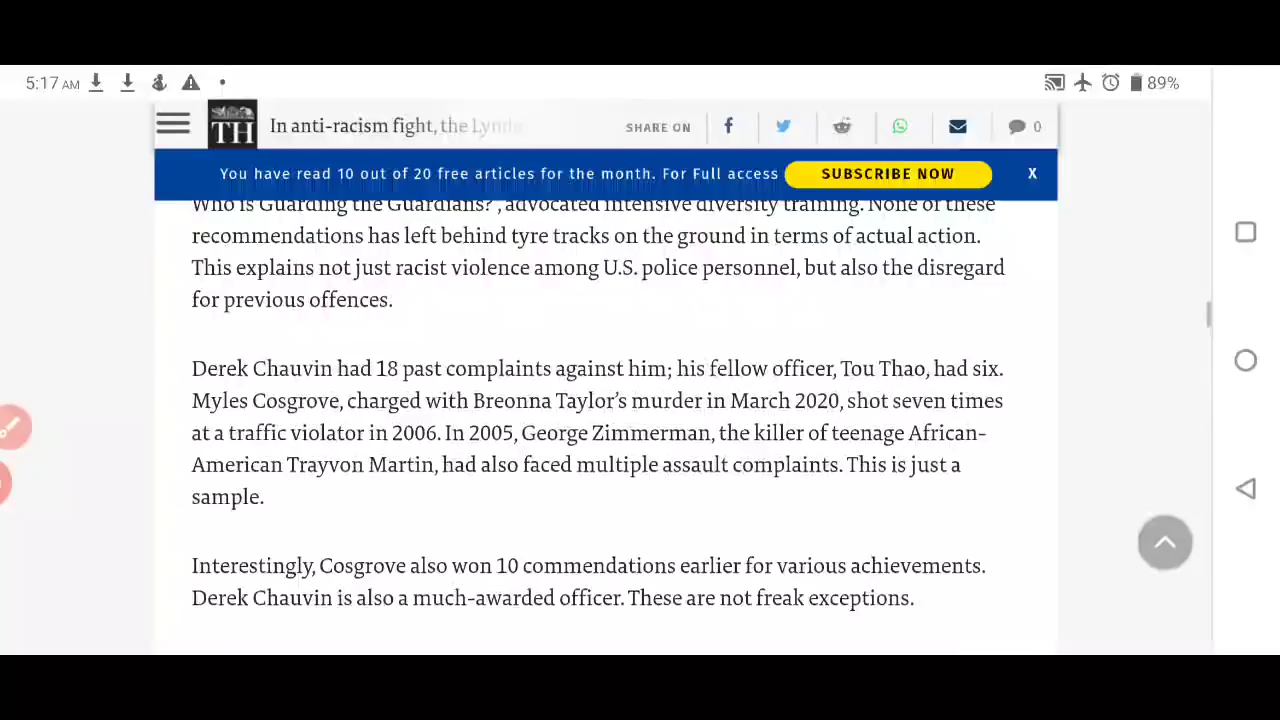 5:17 AM
89%
TH
In anti-racism fight, the Lynd
SHARE ON
0
You have read 10 out of 20 free articles for the month. For Full access
SUBSCRIBE NOW
X
Who is Guarding the Guardians?', advocated intensive diversity training. None of these
recommendations has left behind tyre tracks on the ground in terms of actual action.
This explains not just racist violence among U.S. police personnel, but also the disregard
for previous offences.
Derek Chauvin had 18 past complaints against him; his fellow officer, Tou Thao, had six.
Myles Cosgrove, charged with Breonna Taylor's murder in March 2020, shot seven times
at a traffic violator in 2006. In 2005, George Zimmerman, the killer of teenage African-
American Trayvon Martin, had also faced multiple assault complaints. This is just a
sample.
Interestingly, Cosgrove also won 10 commendations earlier for various achievements.
Derek Chauvin is also a much-awarded officer. These are not freak exceptions.